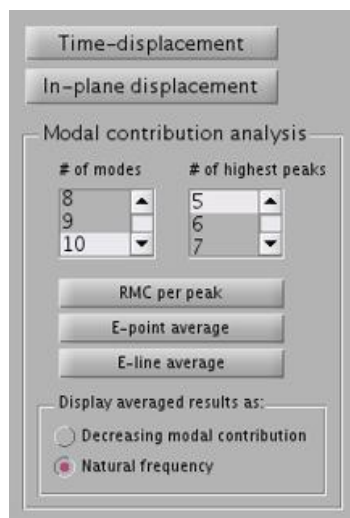 Time-displacement
In-plane displacement
Modal contribution analysis
# of modes # of highest peaks
8 5
9 6
10 7
RMC per peak
E-point average
E-line average
Display averaged results as:
Decreasing modal contribution
Natural frequency